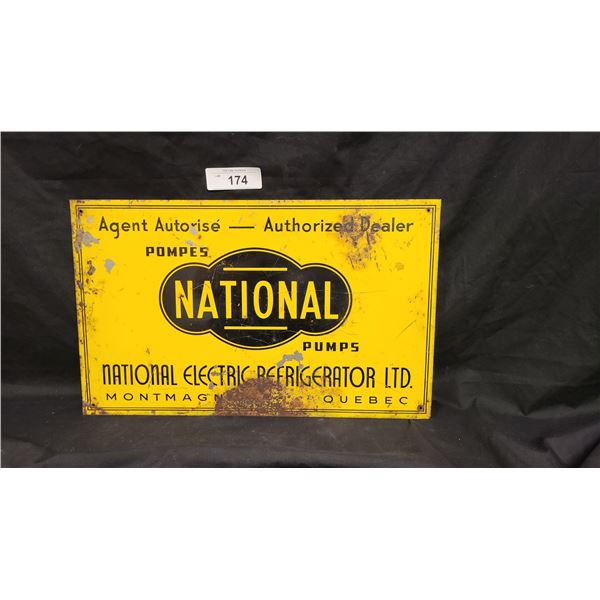 174
Agent Autorisé — Authorized Dealer
POMPES
NATIONAL
PUMPS
NATIONAL ELECTRIC REFRIGERATOR LTD.
QUEBEC